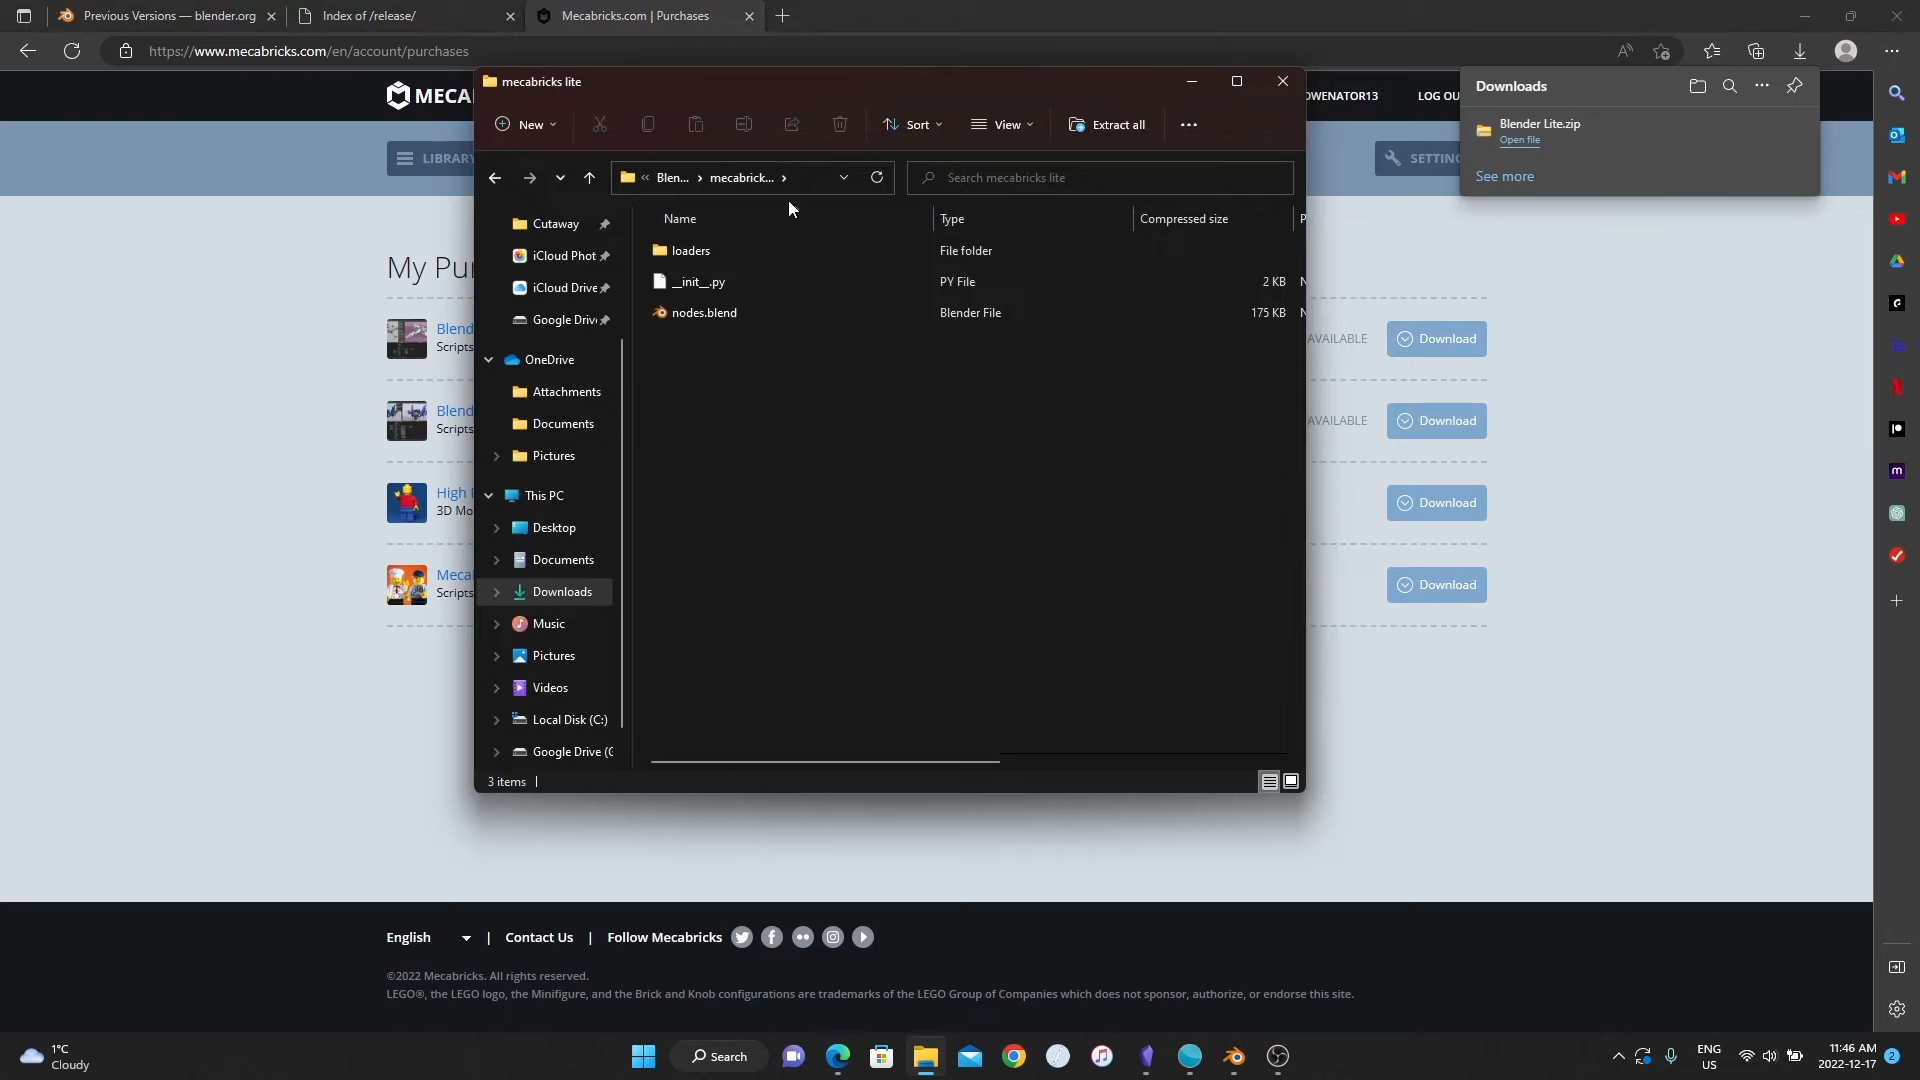 Previous Versions — blender.org
Index of /release/
Mecabricks.com | Purchases
https://www.mecabricks.com/en/account/purchases
MECA
OWENATOR13
LOG OU
LIBRARY
SETTING
My Pu
Blend
Scripts
AVAILABLE
Download
Blend
Scripts
AVAILABLE
Download
High
3D Mo
Download
Meca
Scripts
Download
mecabricks lite
New
Sort
View
Extract all
Blen...
mecabrick...
Search mecabricks lite
Name
Type
Compressed size
P
loaders
File folder
__init__.py
PY File
2 KB
nodes.blend
Blender File
175 KB
Cutaway
iCloud Phot
iCloud Drive
Google Driv
OneDrive
Attachments
Documents
Pictures
This PC
Desktop
Documents
Downloads
Music
Pictures
Videos
Local Disk (C:)
Google Drive (G
3 items
Downloads
Blender Lite.zip
Open file
See more
English | Contact Us | Follow Mecabricks
©2022 Mecabricks. All rights reserved.
LEGO®, the LEGO logo, the Minifigure, and the Brick and Knob configurations are trademarks of the LEGO Group of Companies which does not sponsor, authorize, or endorse this site.
1°C
Cloudy
Search
ENG
US
11:46 AM
2022-12-17
2